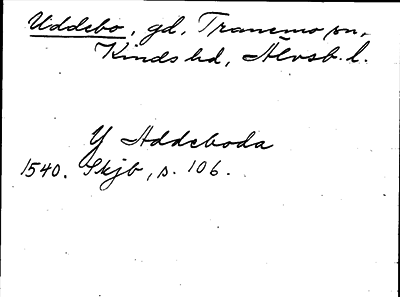 Uddebo, gd, Tranemo sn,
Kinds hd, Älvsb. l.
Y Addeboda
1540. Skjb, s. 106.